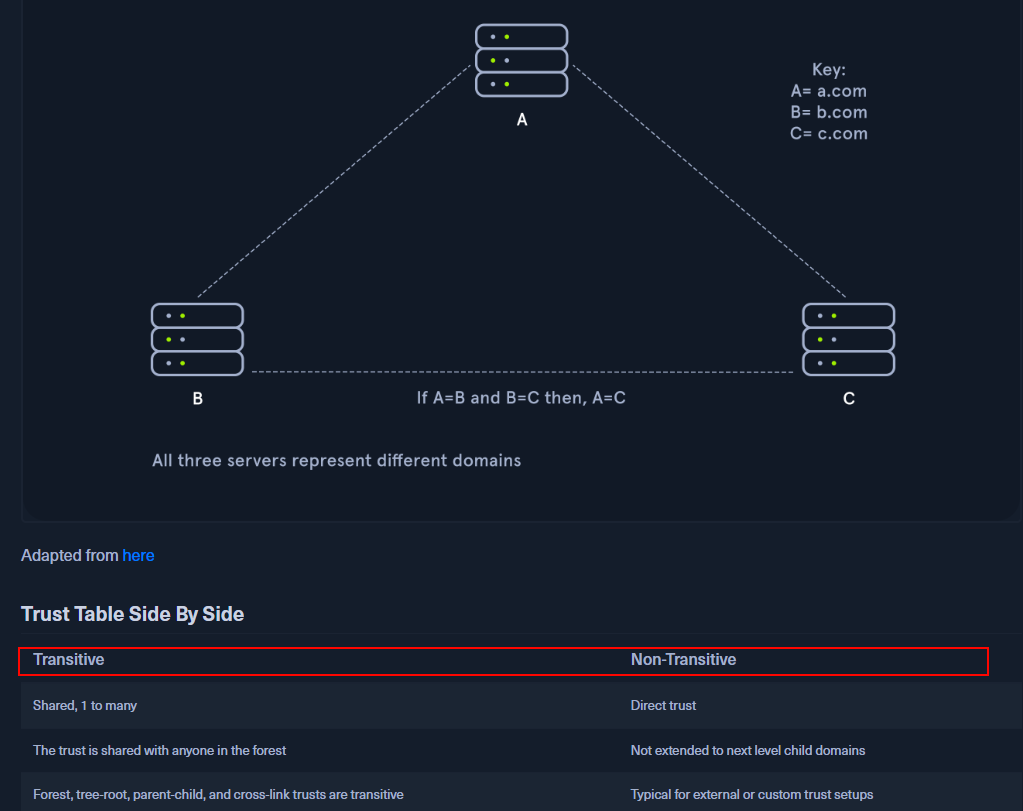 Key:
A= a.com
B= b.com
C= c.com
A
B
If A=B and B=C then, A=C
C
All three servers represent different domains
Adapted from here
Trust Table Side By Side
Transitive Non-Transitive
Shared, 1 to many Direct trust
The trust is shared with anyone in the forest Not extended to next level child domains
Forest, tree-root, parent-child, and cross-link trusts are transitive Typical for external or custom trust setups